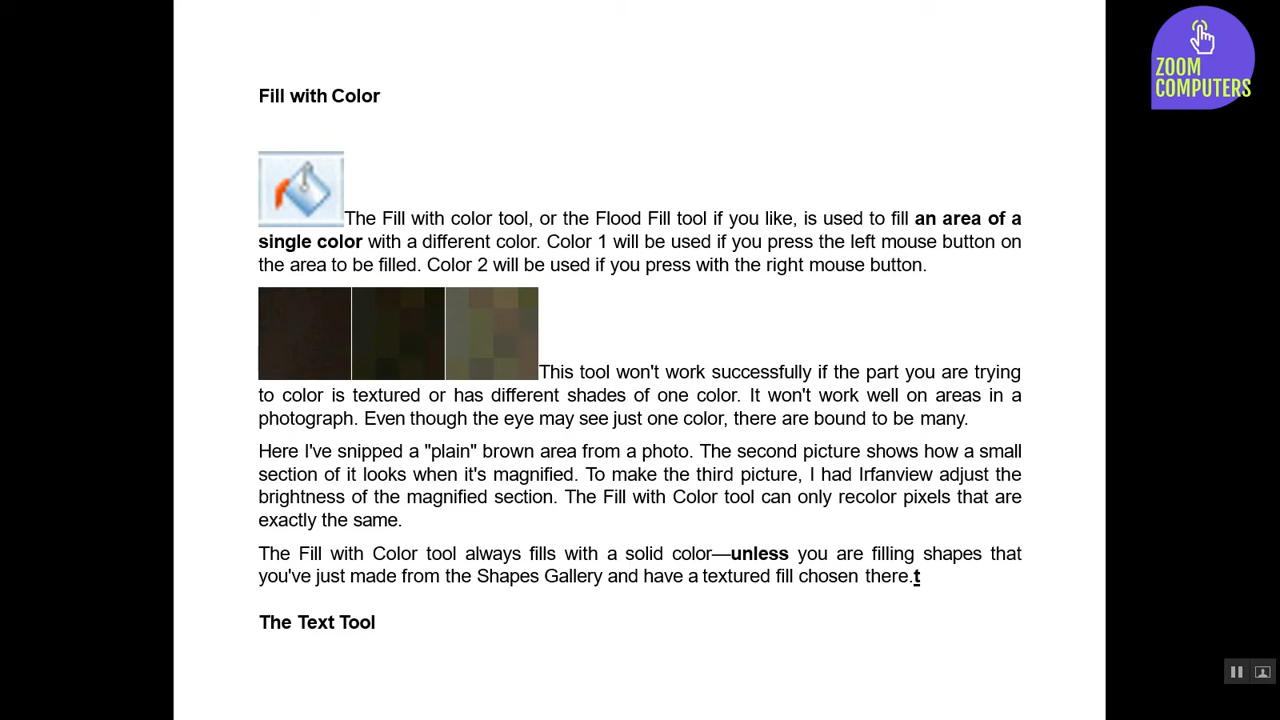 ZOOM
COMPUTERS
Fill with Color
The Fill with color tool, or the Flood Fill tool if you like, is used to fill an area of a
single color with a different color. Color 1 will be used if you press the left mouse button on
the area to be filled. Color 2 will be used if you press with the right mouse button.
This tool won't work successfully if the part you are trying
to color is textured or has different shades of one color. It won't work well on areas in a
photograph. Even though the eye may see just one color, there are bound to be many.
Here I've snipped a "plain" brown area from a photo. The second picture shows how a small
section of it looks when it's magnified. To make the third picture, I had Irfanview adjust the
brightness of the magnified section. The Fill with Color tool can only recolor pixels that are
exactly the same.
The Fill with Color tool always fills with a solid color—unless you are filling shapes that
you've just made from the Shapes Gallery and have a textured fill chosen there.t
The Text Tool